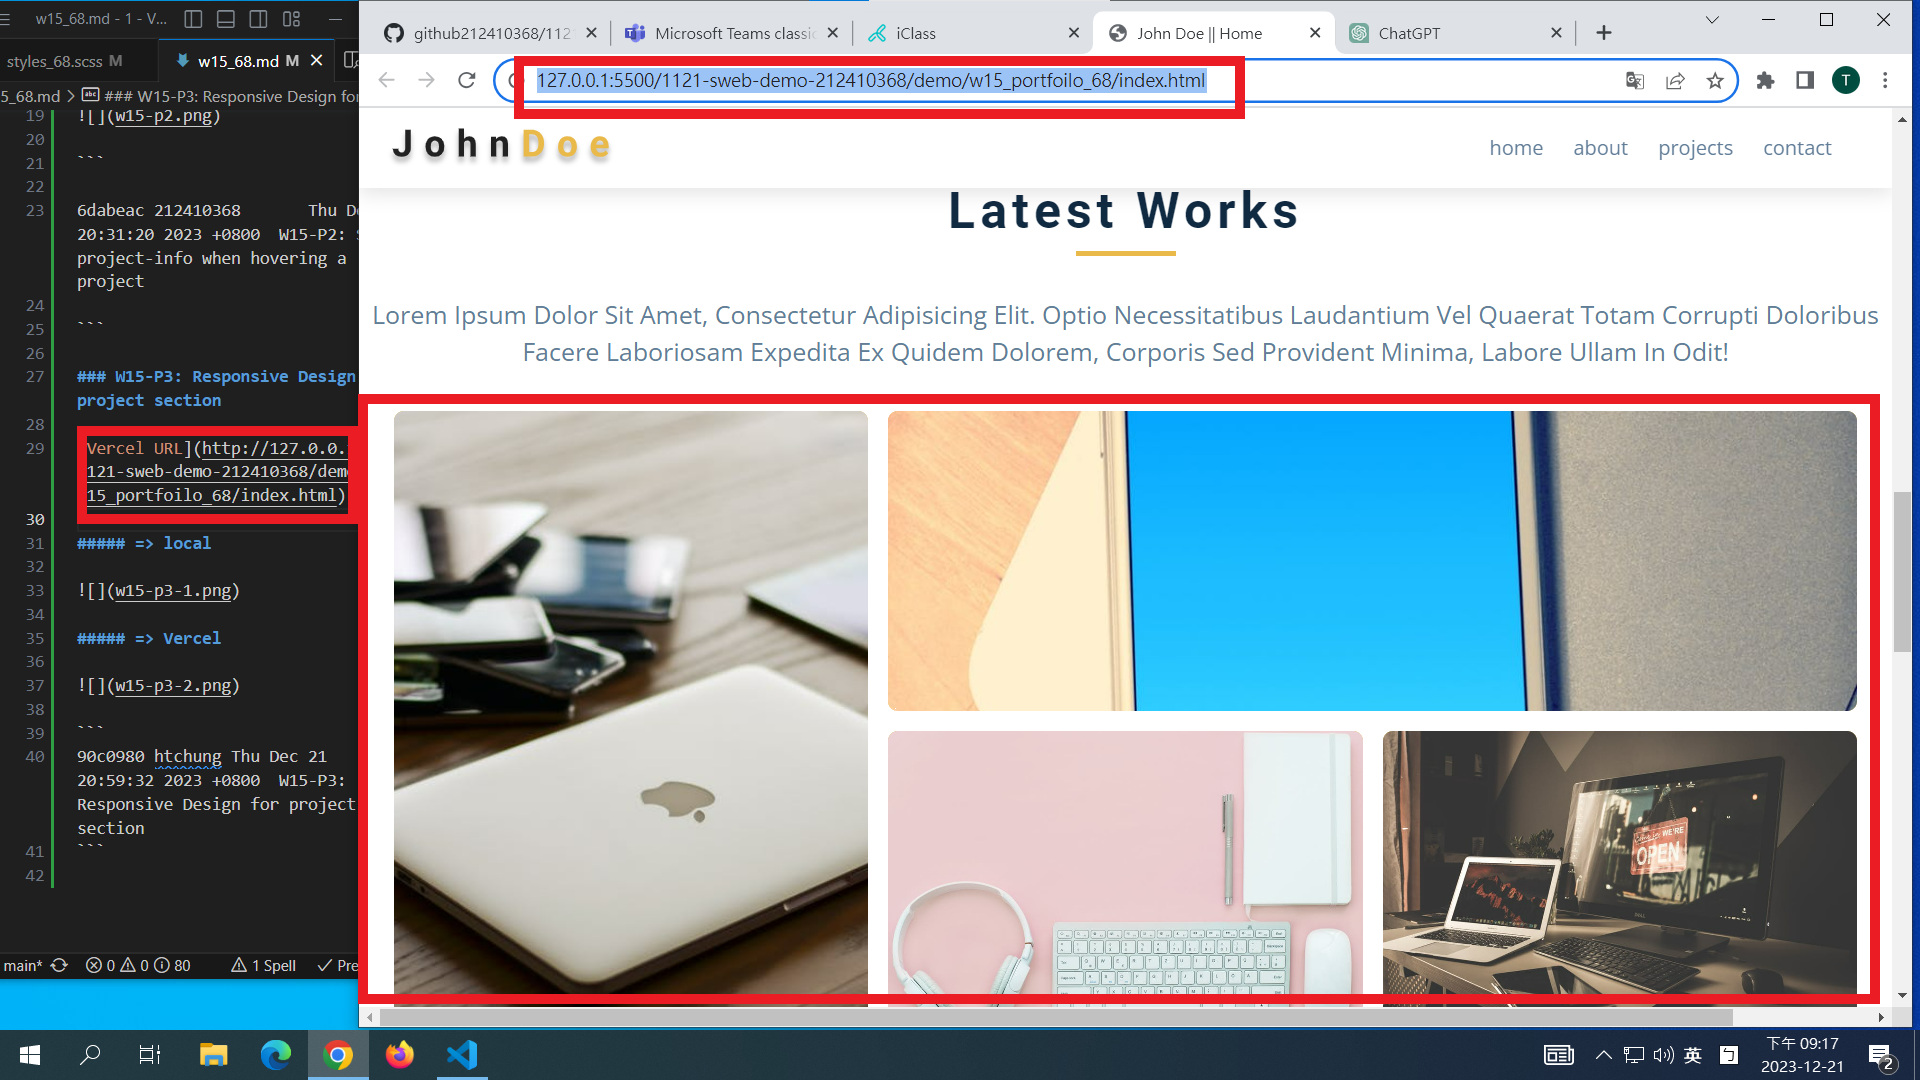 w15_68.md - 1 - V...
styles_68.scss M
w15_68.md M
5_68.md > ### W15-P3: Responsive Design fo
19 ![](w15-p2.png)
20
21 ```
22
23 6dabeac 212410368 Thu D
20:31:20 2023 +0800 W15-P2:
project-info when hovering a
project
24
25 ```
26
27 ### W15-P3: Responsive Design
project section
28
29 Vercel URL](http://127.0.0.
121-sweb-demo-212410368/dem
15_portfoilo_68/index.html)
30
31 ##### => local
32
33 ![](w15-p3-1.png)
34
35 ##### => Vercel
36
37 ![](w15-p3-2.png)
38
39 ```
40 90c0980 htchung Thu Dec 21
20:59:32 2023 +0800 W15-P3:
Responsive Design for project
section
41 ```
42
main* 0 0 80 1 Spell Pre
github212410368/112
Microsoft Teams classic
iClass
John Doe || Home
ChatGPT
127.0.0.1:5500/1121-sweb-demo-212410368/demo/w15_portfoilo_68/index.html
T
JohnDoe
home about projects contact
Latest Works
Lorem Ipsum Dolor Sit Amet, Consectetur Adipisicing Elit. Optio Necessitatibus Laudantium Vel Quaerat Totam Corrupti Doloribus
Facere Laboriosam Expedita Ex Quidem Dolorem, Corporis Sed Provident Minima, Labore Ullam In Odit!
WE'RE
OPEN
DELL
英
下午 09:17
2023-12-21
2